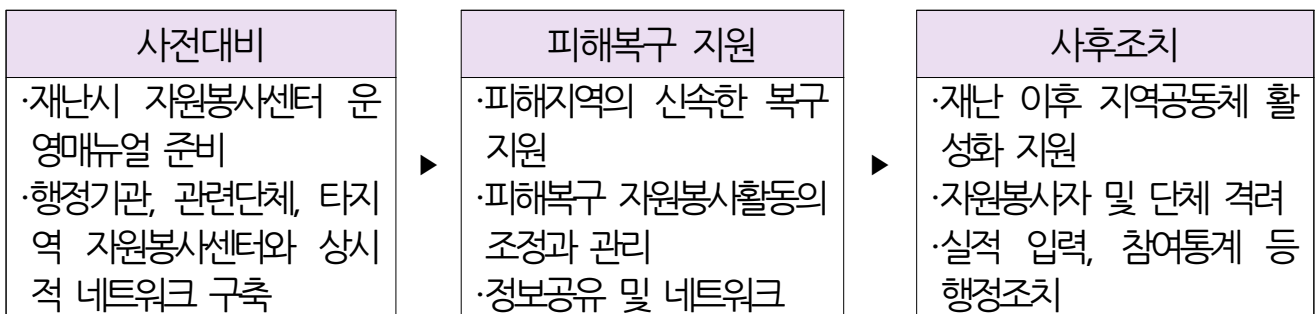 사전대비
·재난시 자원봉사센터 운
영매뉴얼 준비
·행정기관, 관련단체, 타지
역 자원봉사센터와 상시
적 네트워크 구축
▶
피해복구 지원
·피해지역의 신속한 복구
지원
·피해복구 자원봉사활동의
조정과 관리
·정보공유 및 네트워크
▶
사후조치
·재난 이후 지역공동체 활
성화 지원
·자원봉사자 및 단체 격려
·실적 입력, 참여통계 등
행정조치